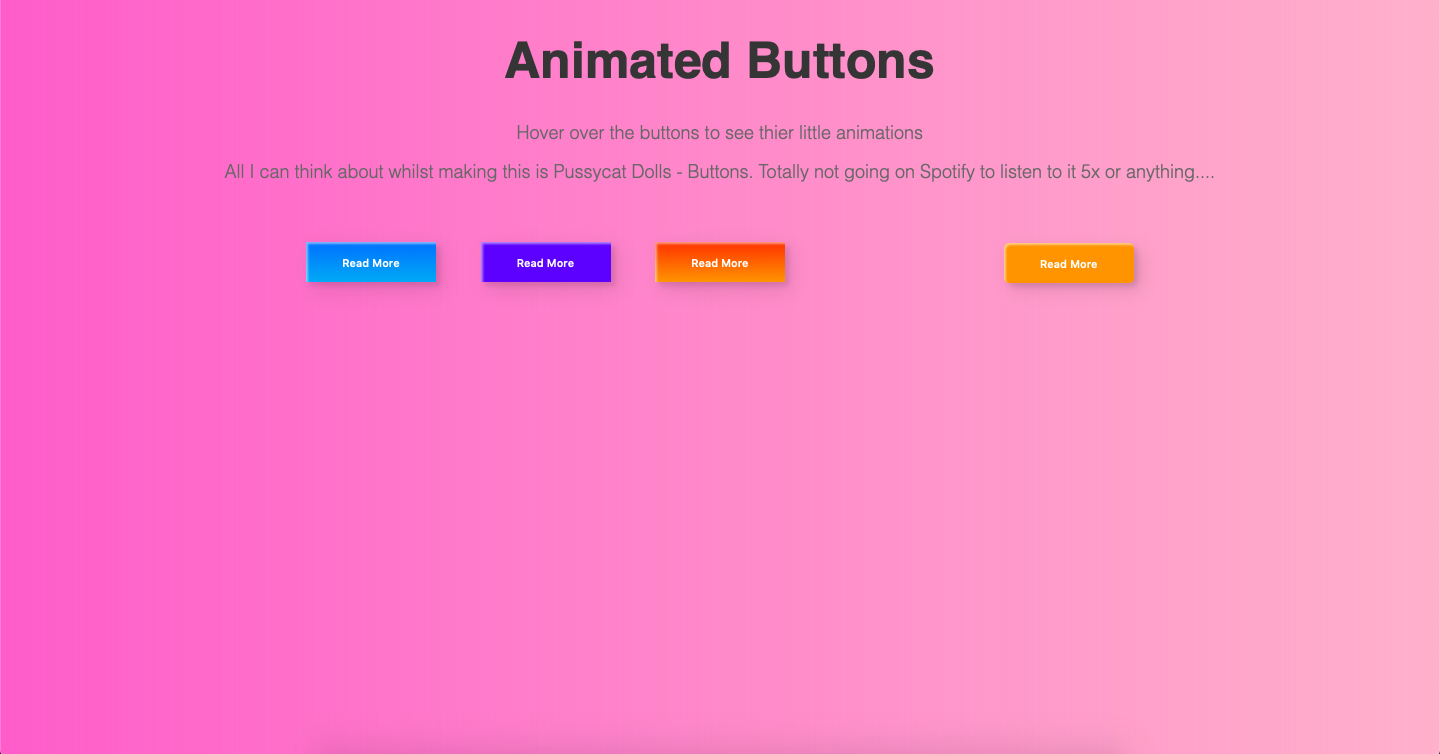 Animated Buttons
Hover over the buttons to see thier little animations
All I can think about whilst making this is Pussycat Dolls - Buttons. Totally not going on Spotify to listen to it 5x or anything....
Read More
Read More
Read More
Read More